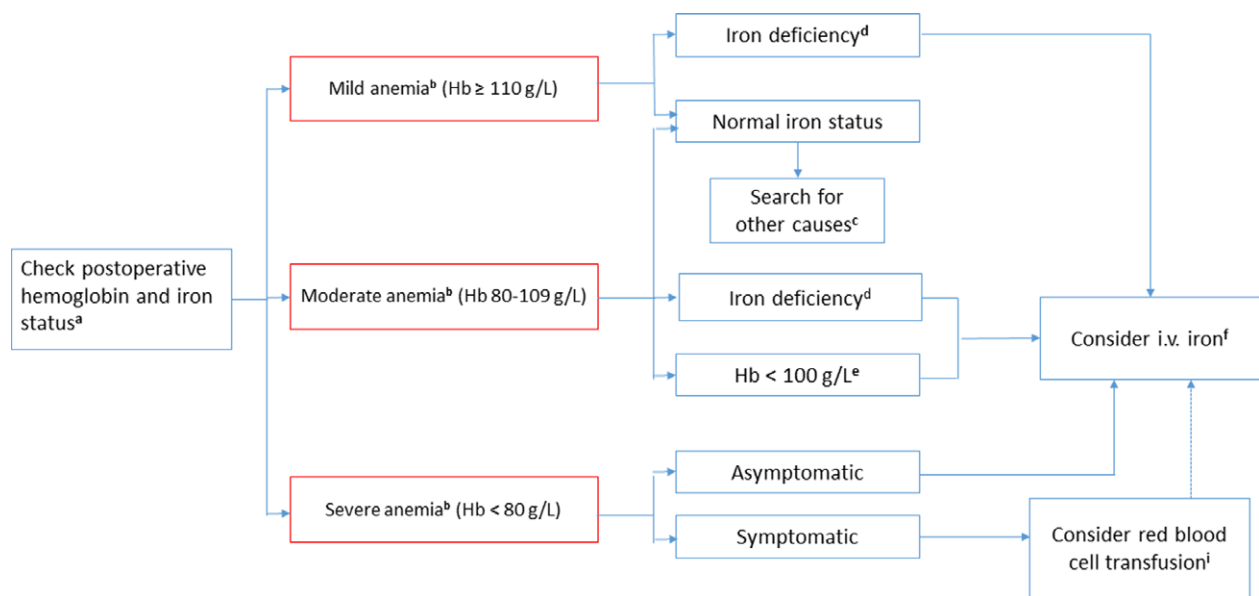 Iron deficiencyᵈ
Mild anemiaᵇ (Hb ≥ 110 g/L)
Normal iron status
Search for
other causesᶜ
Check postoperative
hemoglobin and iron
statusᵃ
Moderate anemiaᵇ (Hb 80-109 g/L)
Iron deficiencyᵈ
Consider i.v. ironᶠ
Hb < 100 g/Lᵉ
Asymptomatic
Severe anemiaᵇ (Hb < 80 g/L)
Symptomatic
Consider red blood
cell transfusionⁱ